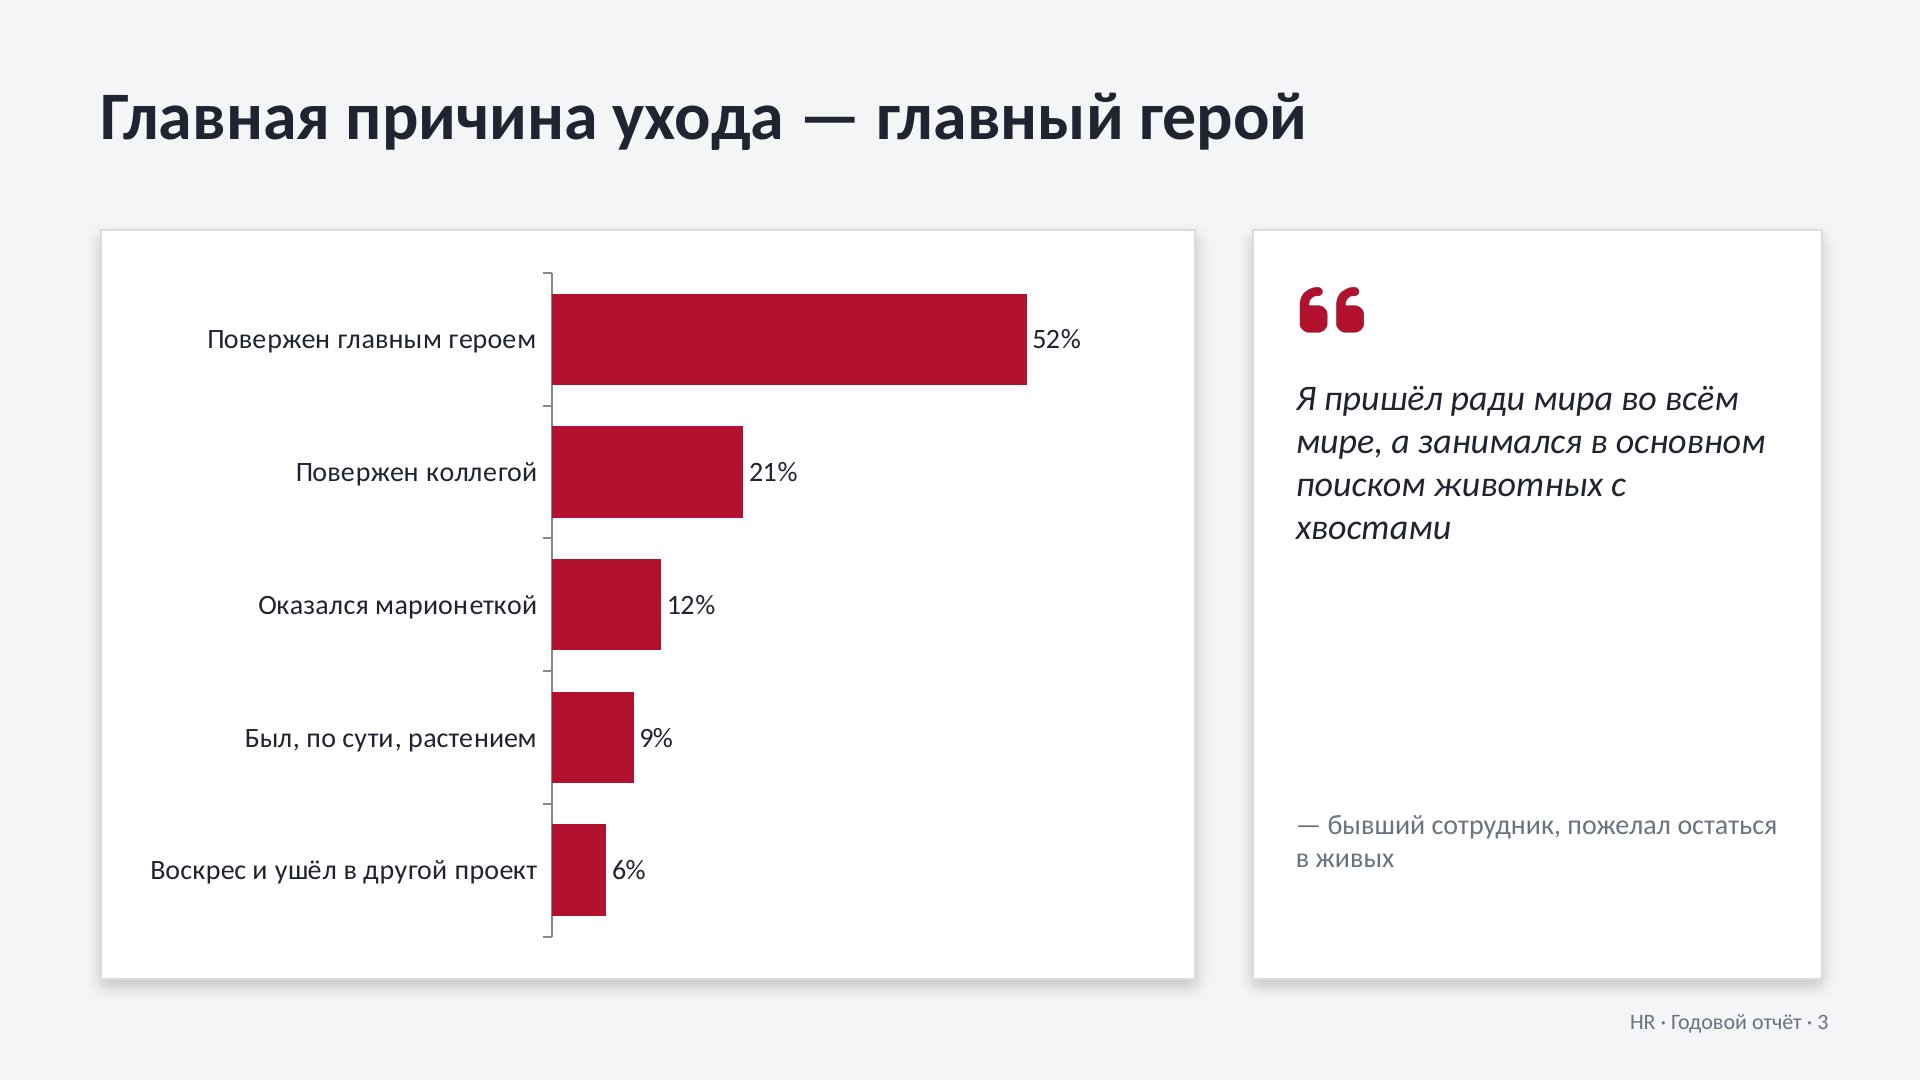 Главная причина ухода — главный герой
Повержен главным героем
52%
Повержен коллегой
21%
Оказался марионеткой
12%
Был, по сути, растением
9%
Воскрес и ушёл в другой проект
6%
❝
Я пришёл ради мира во всём
мире, а занимался в основном
поиском животных с
хвостами
— бывший сотрудник, пожелал остаться
в живых
HR · Годовой отчёт · 3